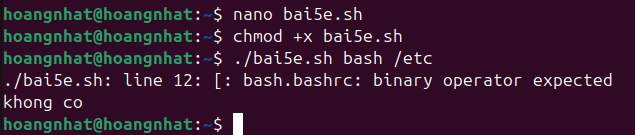 hoangnhat@hoangnhat:~$ nano bai5e.sh
hoangnhat@hoangnhat:~$ chmod +x bai5e.sh
hoangnhat@hoangnhat:~$ ./bai5e.sh bash /etc
./bai5e.sh: line 12: [: bash.bashrc: binary operator expected
khong co
hoangnhat@hoangnhat:~$